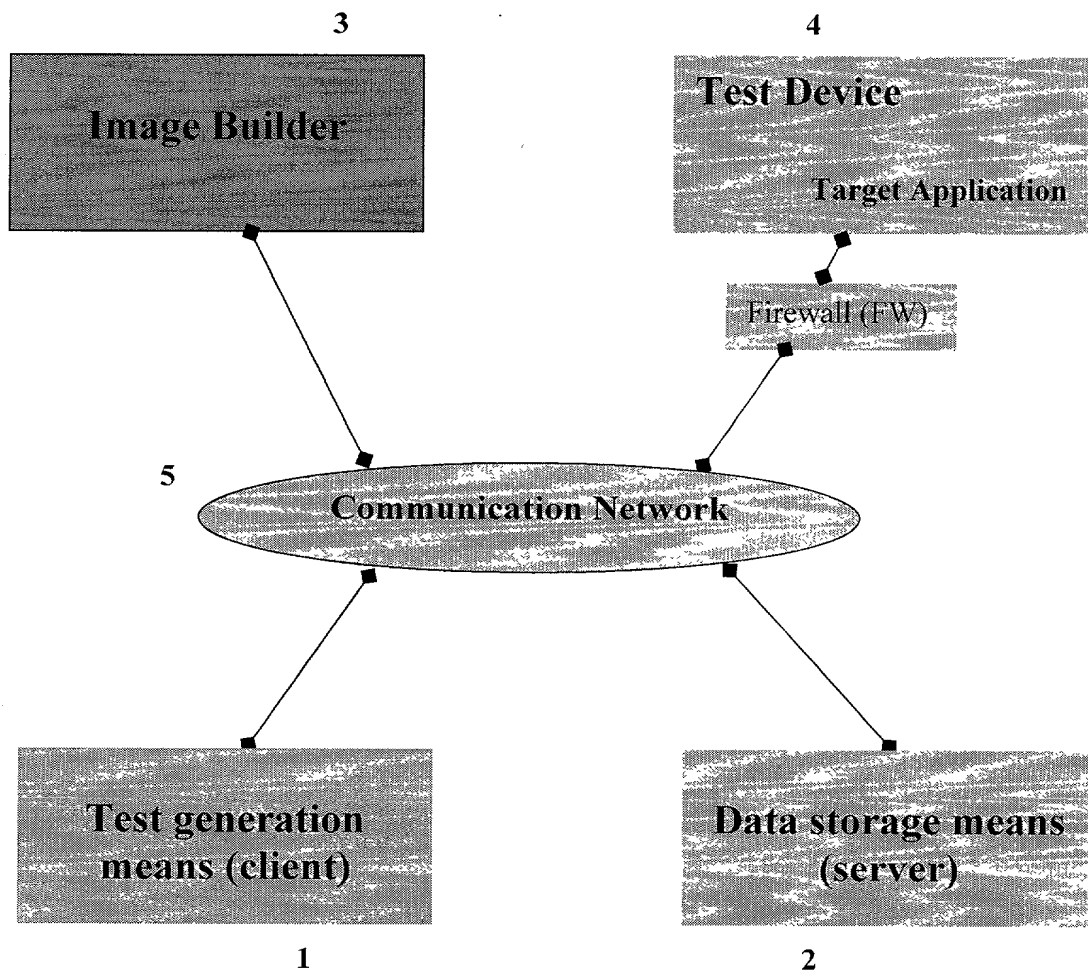 3
4
Image Builder
Test Device
Target Application
Firewall (FW)
5
Communication Network
Test generation
means (client)
Data storage means
(server)
1
2